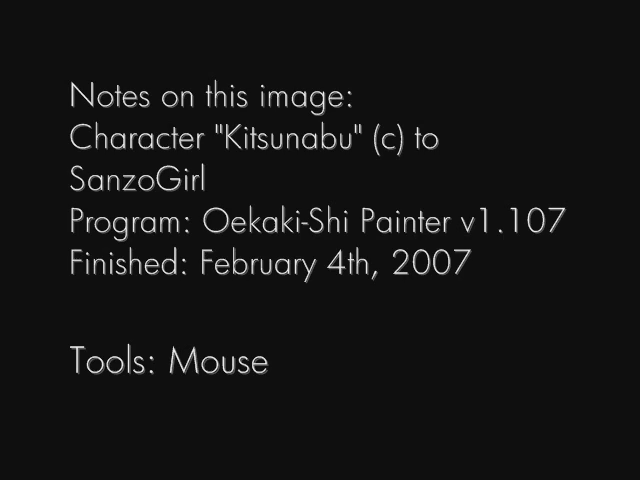 Notes on this image:
Character "Kitsunabu" (c) to
SanzoGirl
Program: Oekaki-Shi Painter v1.107
Finished: February 4th, 2007
Tools: Mouse